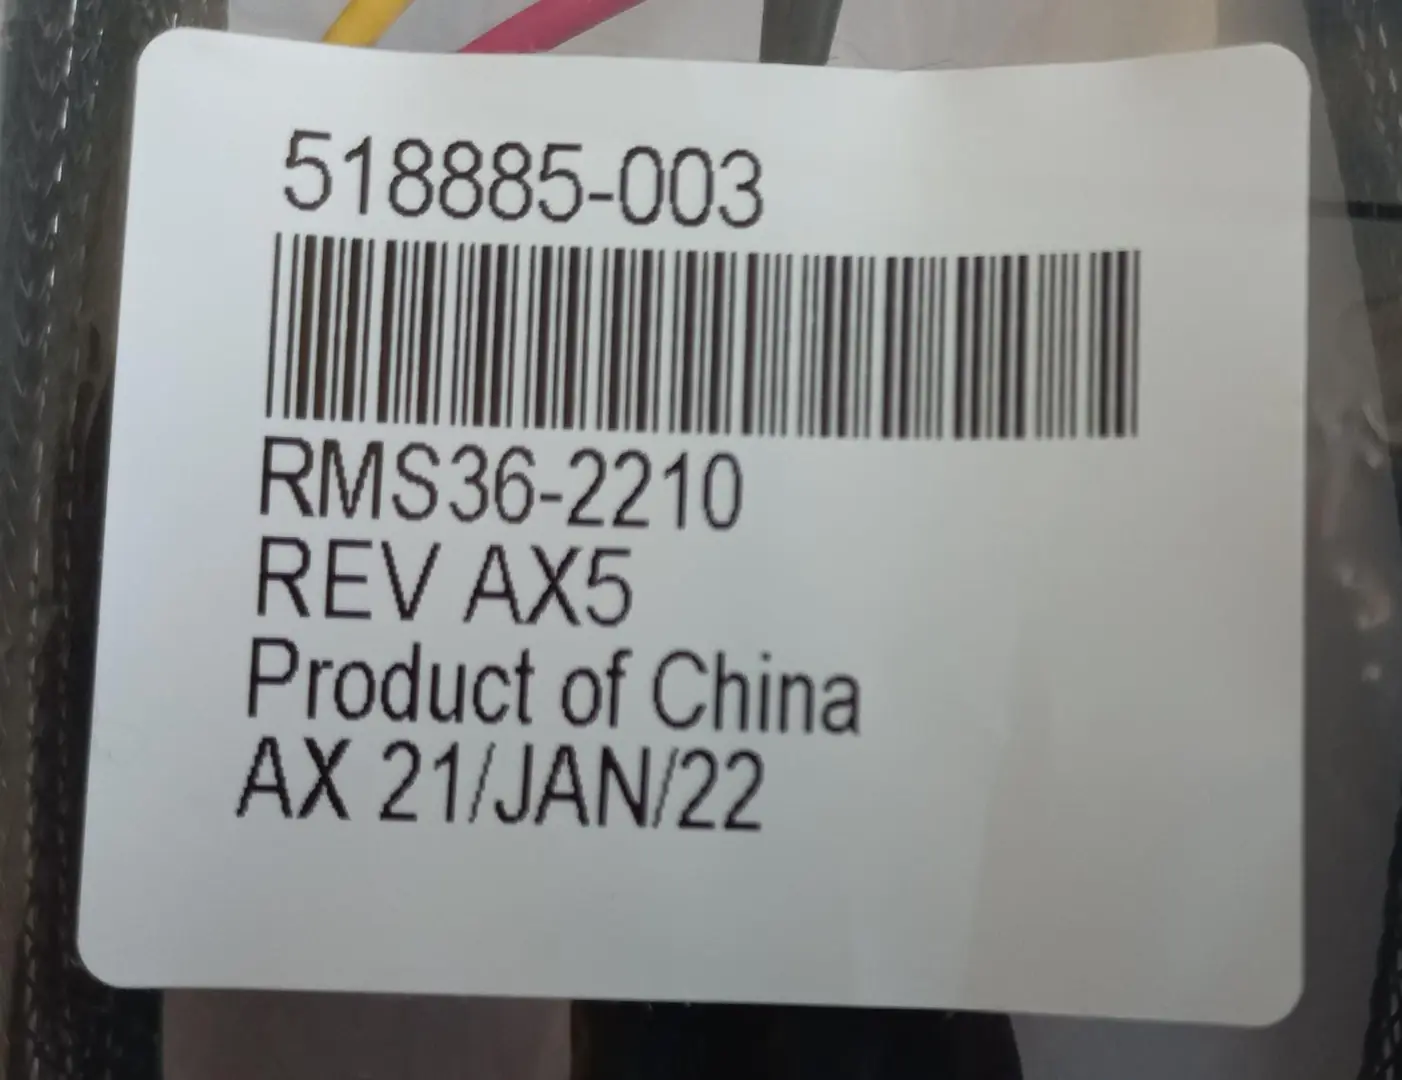 518885-003
RMS36-2210
REV AX5
Product of China
AX 21/JAN/22